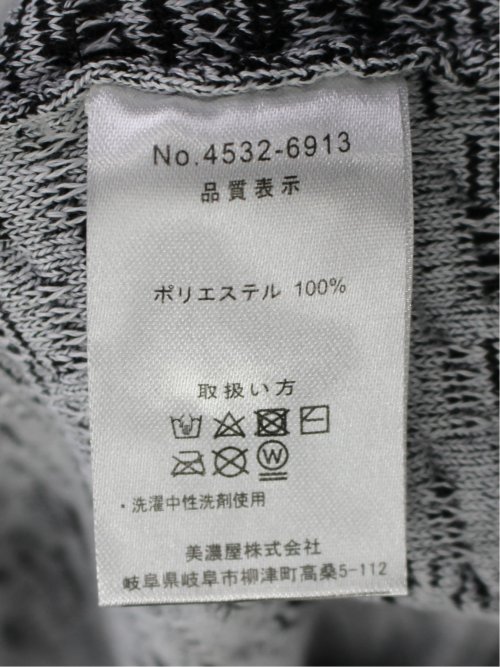 No.4532-6913
品質表示
ポリエステル 100%
取扱い方
W
・洗濯中性洗剤使用
美濃屋株式会社
岐阜県岐阜市柳津町高桑5-112